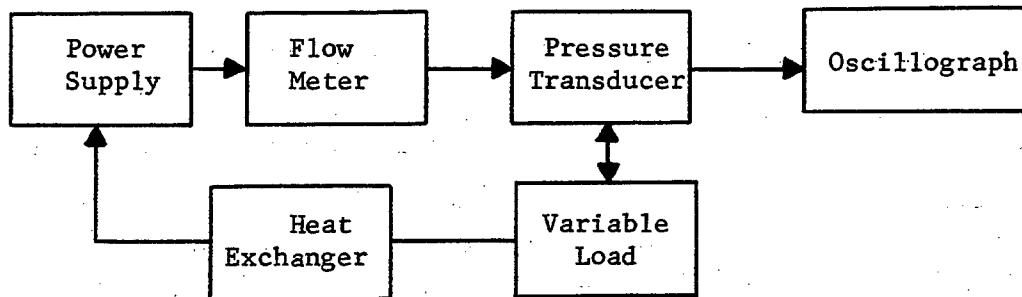 Power
Supply
Flow
Meter
Pressure
Transducer
Oscillograph
Heat
Exchanger
Variable
Load